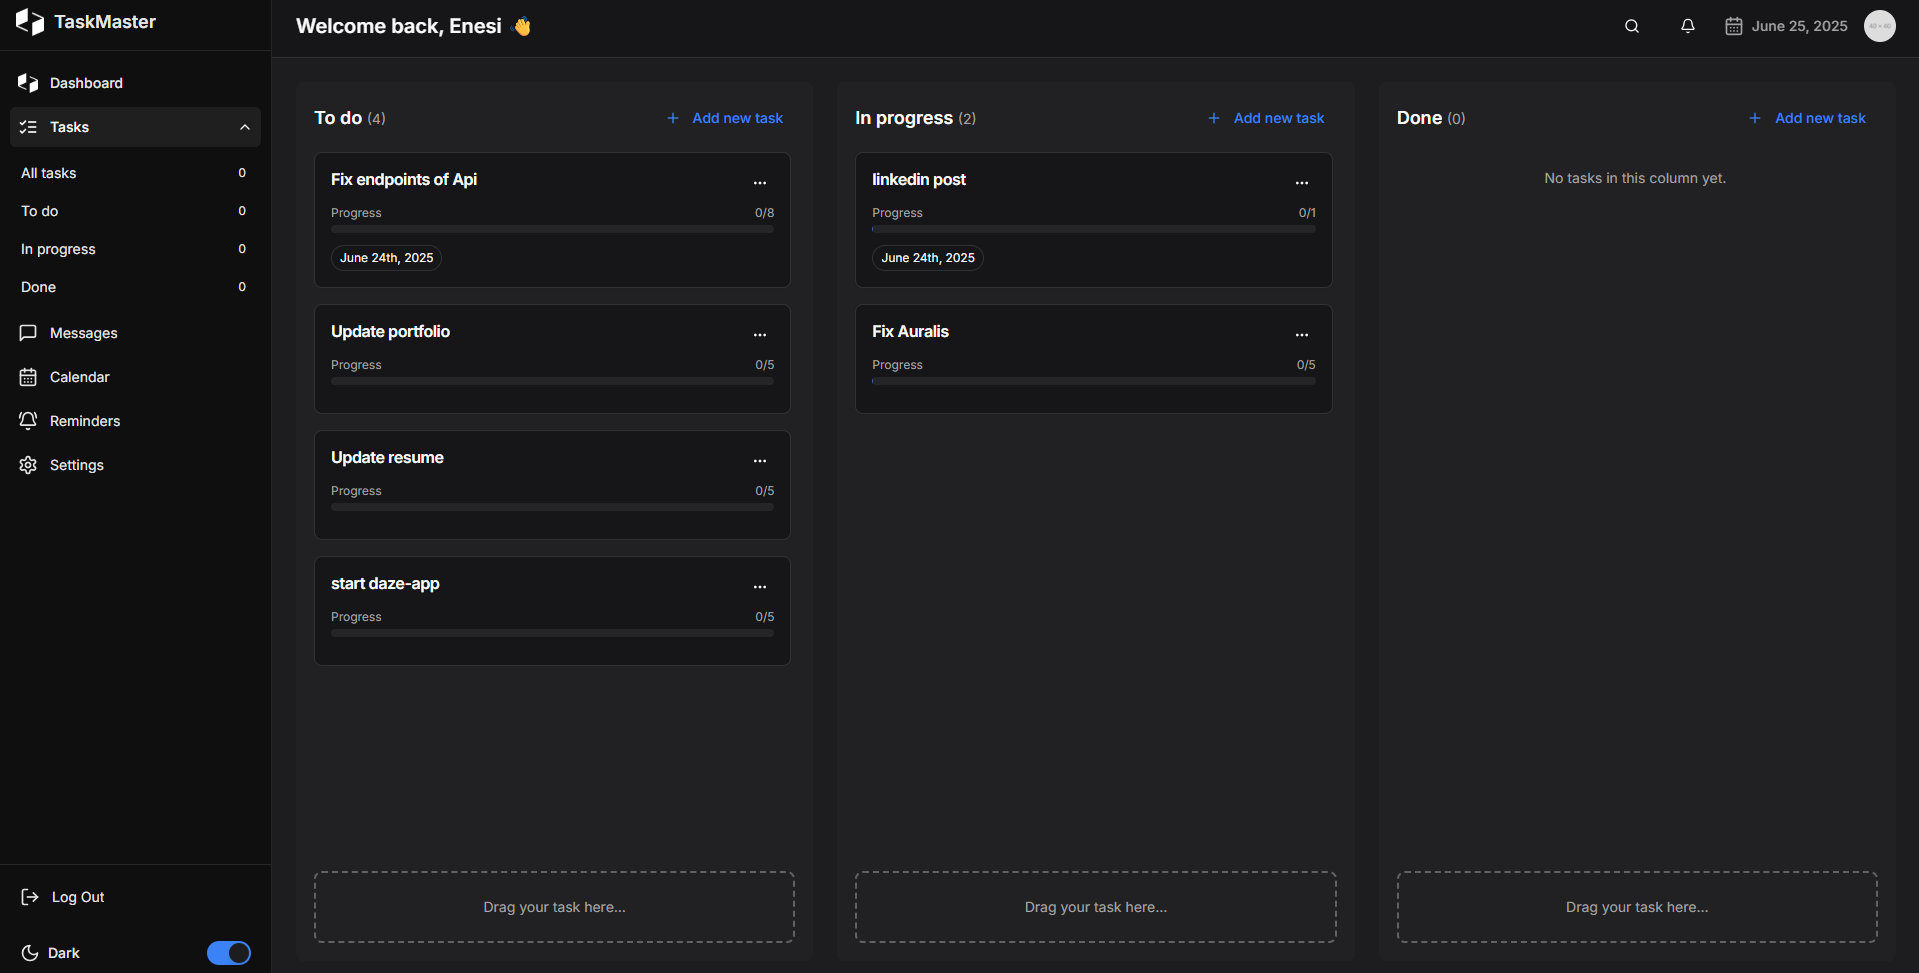 TaskMaster
Dashboard
Tasks
All tasks 0
To do 0
In progress 0
Done 0
Messages
Calendar
Reminders
Settings
Log Out
Dark
Welcome back, Enesi 👋
June 25, 2025
To do (4)
+ Add new task
Fix endpoints of Api ...
Progress 0/8
June 24th, 2025
Update portfolio ...
Progress 0/5
Update resume ...
Progress 0/5
start daze-app ...
Progress 0/5
Drag your task here...
In progress (2)
+ Add new task
linkedin post ...
Progress 0/1
June 24th, 2025
Fix Auralis ...
Progress 0/5
Drag your task here...
Done (0)
+ Add new task
No tasks in this column yet.
Drag your task here...